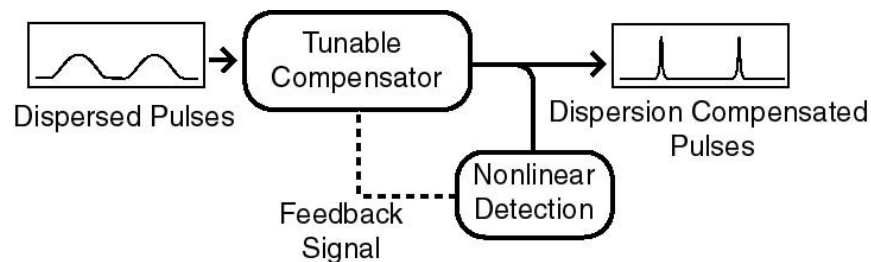 Tunable
Compensator
Dispersed Pulses
Dispersion Compensated
Pulses
Nonlinear
Detection
Feedback
Signal